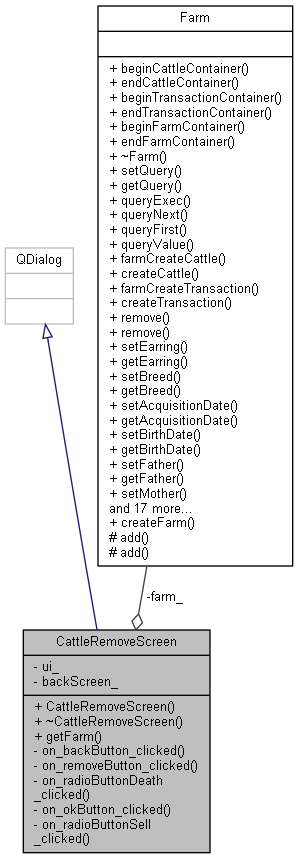 Farm
+ beginCattleContainer()
+ endCattleContainer()
+ beginTransactionContainer()
+ endTransactionContainer()
+ beginFarmContainer()
+ endFarmContainer()
+ ~Farm()
+ setQuery()
+ getQuery()
+ queryExec()
+ queryNext()
+ queryFirst()
+ queryValue()
+ farmCreateCattle()
+ createCattle()
+ farmCreateTransaction()
+ createTransaction()
+ remove()
+ remove()
+ setEarring()
+ getEarring()
+ setBreed()
+ getBreed()
+ setAcquisitionDate()
+ getAcquisitionDate()
+ setBirthDate()
+ getBirthDate()
+ setFather()
+ getFather()
+ setMother()
and 17 more...
+ createFarm()
# add()
# add()
QDialog
-farm_
CattleRemoveScreen
- ui_
- backScreen_
+ CattleRemoveScreen()
+ ~CattleRemoveScreen()
+ getFarm()
- on_backButton_clicked()
- on_removeButton_clicked()
- on_radioButtonDeath
_clicked()
- on_okButton_clicked()
- on_radioButtonSell
_clicked()